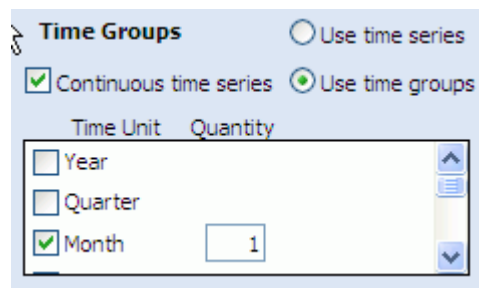 Time Groups
Use time series
Continuous time series
Use time groups
Time Unit Quantity
Year
Quarter
Month 1